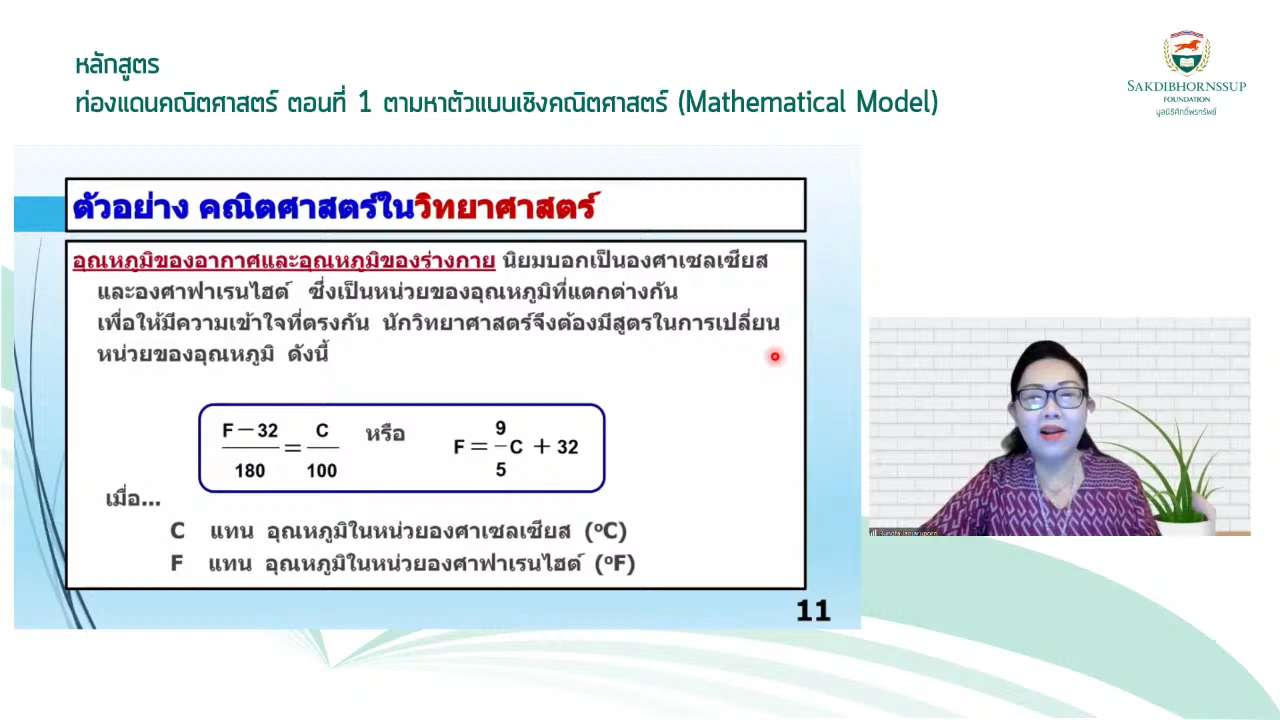 หลักสูตร
ท่องแดนคณิตศาสตร์ ตอนที่ 1 ตามหาตัวแบบเชิงคณิตศาสตร์ (Mathematical Model)
SAKDIBHORNSSUP
FOUNDATION
มูลนิธิศักดิ์พรทรัพย์
ตัวอย่าง คณิตศาสตร์ในวิทยาศาสตร์
อุณหภูมิของอากาศและอุณหภูมิของร่างกาย นิยมบอกเป็นองศาเซลเซียส
และองศาฟาเรนไฮต์ ซึ่งเป็นหน่วยของอุณหภูมิที่แตกต่างกัน
เพื่อให้มีความเข้าใจที่ตรงกัน นักวิทยาศาสตร์จึงต้องมีสูตรในการเปลี่ยน
หน่วยของอุณหภูมิ ดังนี้
F − 32 / 180 = C / 100 หรือ F = 9/5 C + 32
เมื่อ...
C แทน อุณหภูมิในหน่วยองศาเซลเซียส (ºC)
F แทน อุณหภูมิในหน่วยองศาฟาเรนไฮต์ (ºF)
11